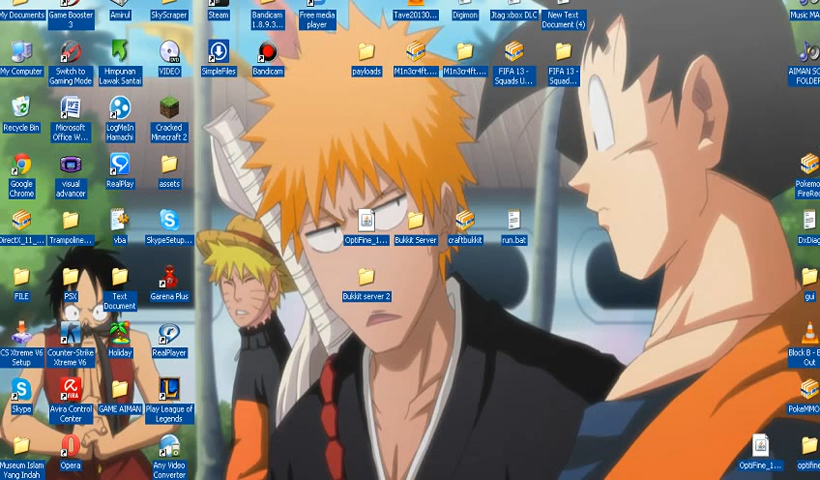 My Documents
Game Booster
3
Amirul
SkyScraper
Steam
Bandicam
1.8.9.3...
Free media
player
Tave20130...
Digimon
Jtag xbox DLC
New Text
Document (4)
Music MA
My Computer
Switch to
Gaming Mode
Himpunan
Lawak Santai
VIDEO
SimpleFiles
Bandicam
payloads
M1n3cr4ft....
M1n3cr4ft....
FIFA 13 -
Squads U...
FIFA 13 -
Squad...
AIMAN SO
FOLDER
Recycle Bin
Microsoft
Office W...
LogMeIn
Hamachi
Cracked
Minecraft 2
Google
Chrome
visual
advancer
RealPlay
assets
Pokemo
FireRed
DirectX_11_...
Trampoline...
vba
SkypeSetup...
OptiFine_1...
Bukkit Server
craftbukkit
run.bat
DxDiag
FILE
PSX
Text
Document
Garena Plus
Bukkit server 2
gui
CS Xtreme V6
Setup
Counter-Strike
Xtreme V6
Holiday
RealPlayer
Block B - B
Out
Skype
Avira Control
Center
GAME AIMAN
Play League of
Legends
PokeMMO
Museum Islam
Yang Indah
Opera
Any Video
Converter
OptiFine_1...
optifine